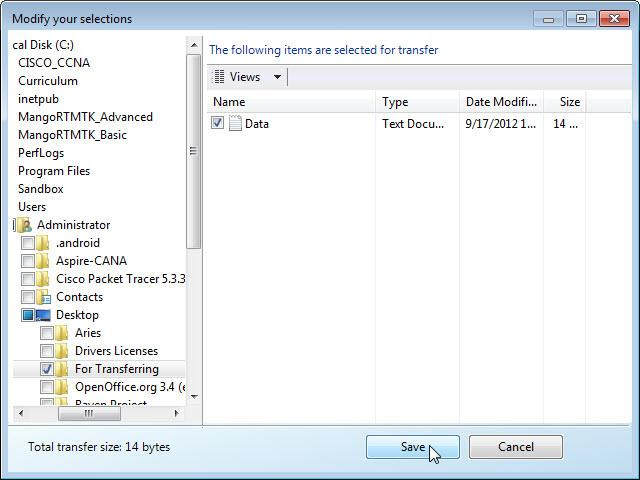 Modify your selections
cal Disk (C:)
CISCO_CCNA
Curriculum
inetpub
MangoRTMTK_Advanced
MangoRTMTK_Basic
PerfLogs
Program Files
Sandbox
Users
Administrator
.android
Aspire-CANA
Cisco Packet Tracer 5.3.3
Contacts
Desktop
Aries
Drivers Licenses
For Transferring
OpenOffice.org 3.4 (e
Raven Project
The following items are selected for transfer
Views
Name Type Date Modifi... Size
Data Text Docu... 9/17/2012 1... 14 ...
Total transfer size: 14 bytes
Save Cancel